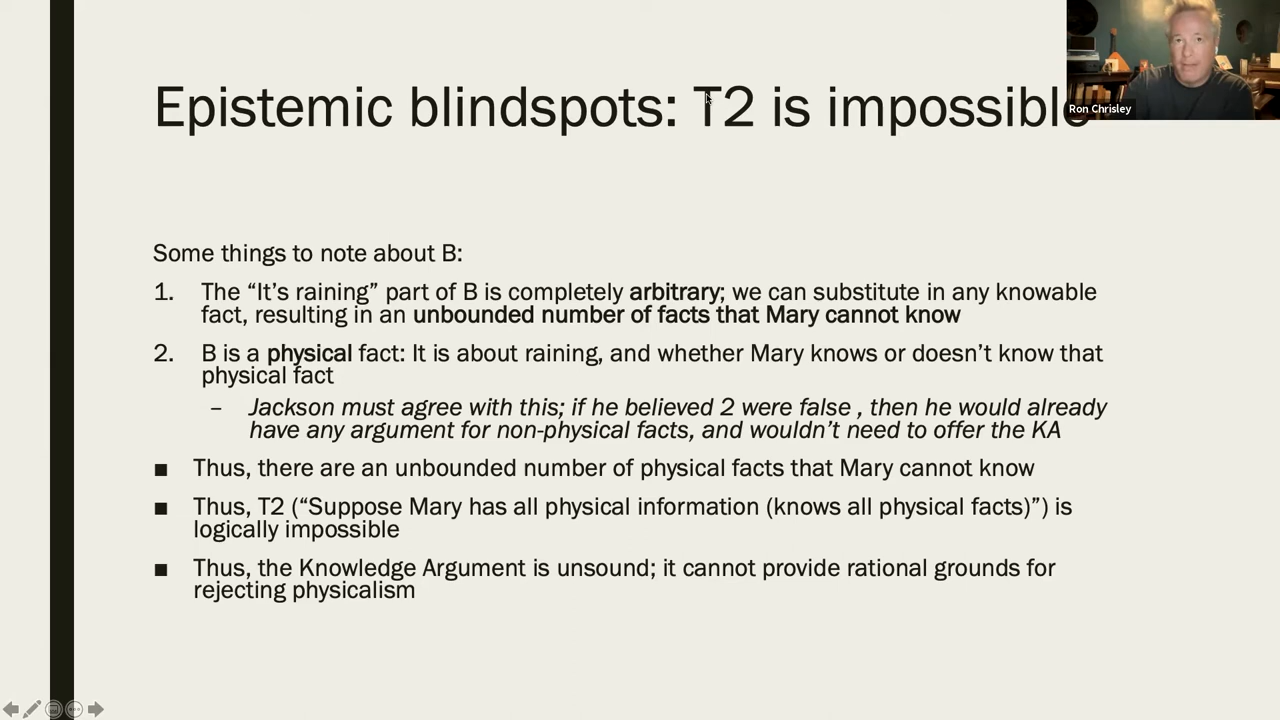 Epistemic blindspots: T2 is impossible
Ron Chrisley
Some things to note about B:
1. The “It’s raining” part of B is completely arbitrary; we can substitute in any knowable
fact, resulting in an unbounded number of facts that Mary cannot know
2. B is a physical fact: It is about raining, and whether Mary knows or doesn’t know that
physical fact
– Jackson must agree with this; if he believed 2 were false , then he would already
have any argument for non-physical facts, and wouldn’t need to offer the KA
■ Thus, there are an unbounded number of physical facts that Mary cannot know
■ Thus, T2 (“Suppose Mary has all physical information (knows all physical facts)”) is
logically impossible
■ Thus, the Knowledge Argument is unsound; it cannot provide rational grounds for
rejecting physicalism